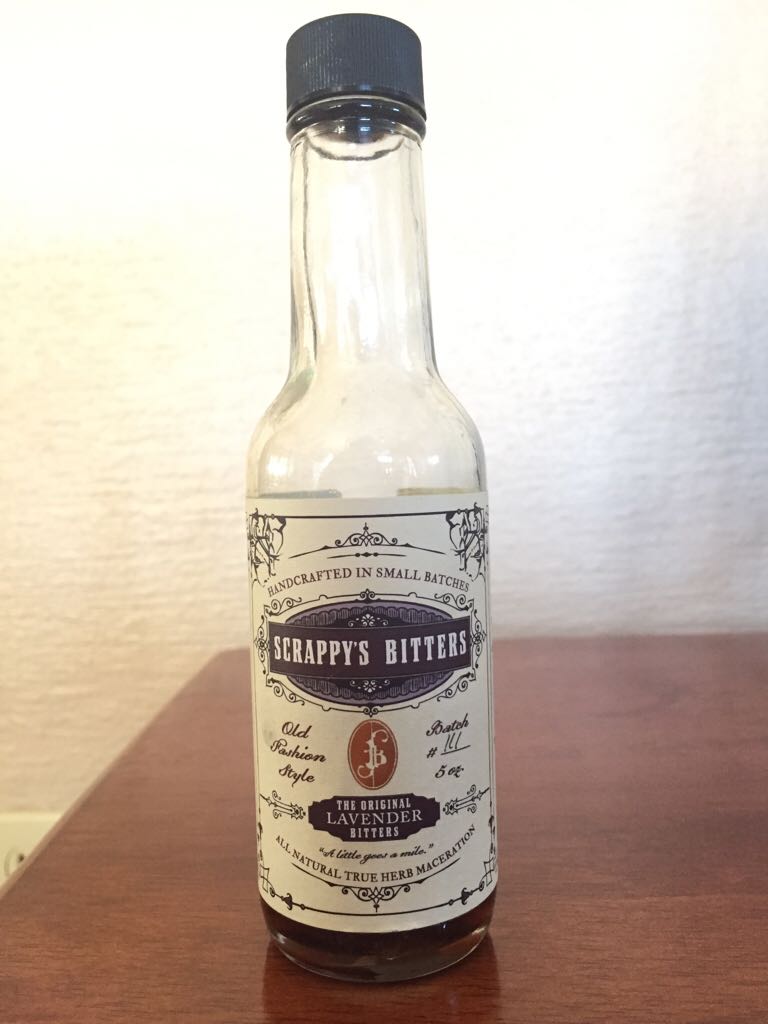 HANDCRAFTED IN SMALL BATCHES
SCRAPPY'S BITTERS
Old
Fashion
Style
Batch
# 161
5 oz
THE ORIGINAL
LAVENDER
BITTERS
"A little goes a mile."
ALL NATURAL TRUE HERB MACERATION